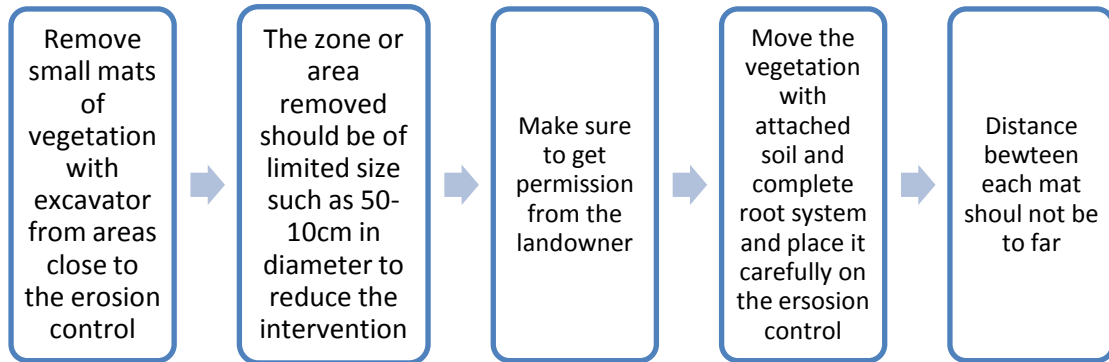 Remove
small mats
of
vegetation
with
excavator
from areas
close to
the erosion
control
The zone or
area
removed
should be of
limited size
such as 50-
10cm in
diameter to
reduce the
intervention
Make sure
to get
permission
from the
landowner
Move the
vegetation
with
attached
soil and
complete
root system
and place it
carefully on
the ersosion
control
Distance
bewteen
each mat
shoul not be
to far